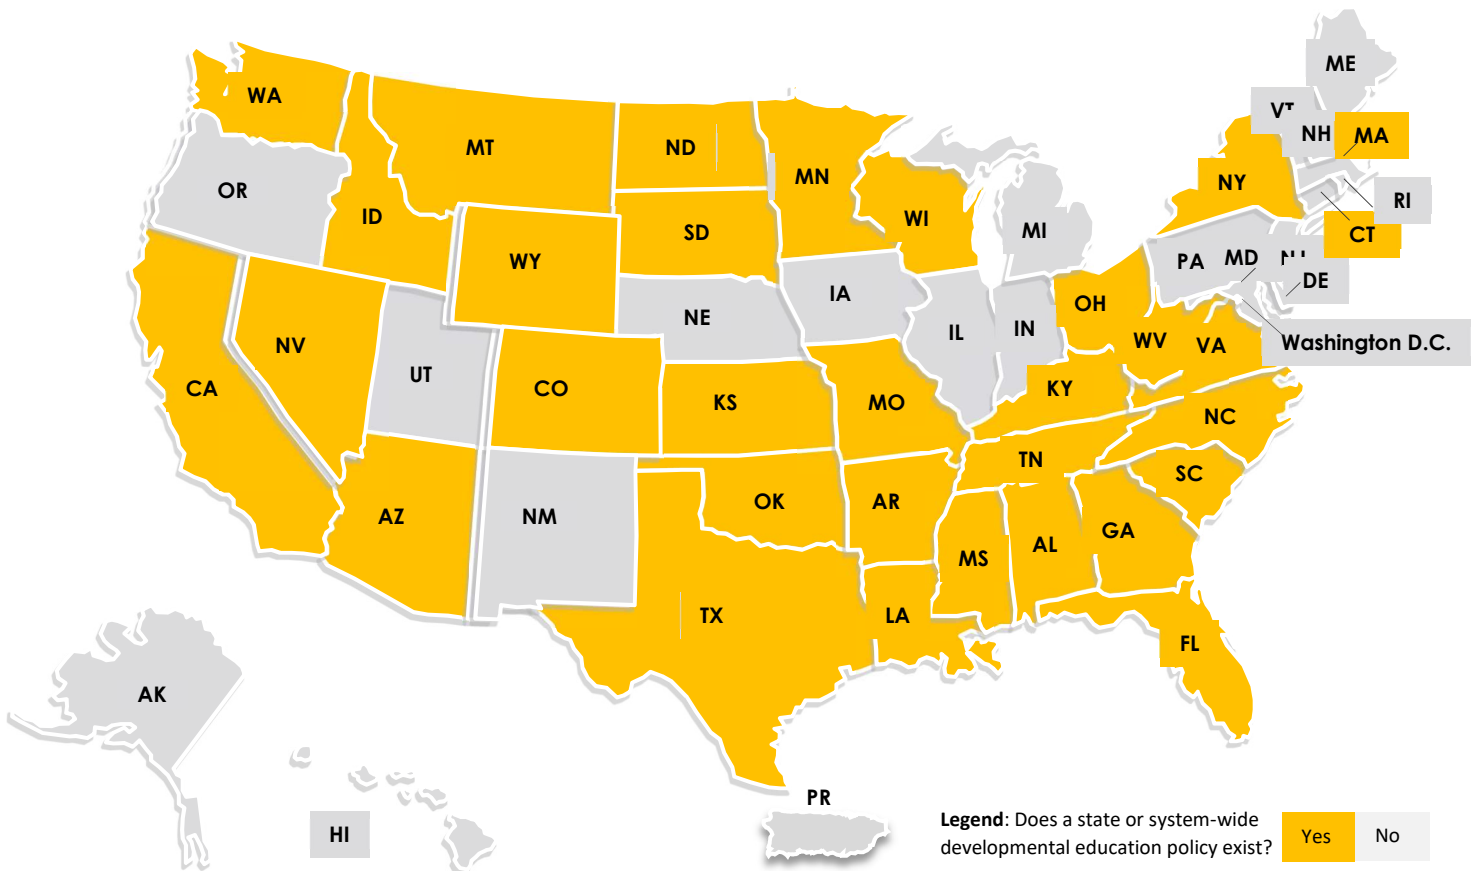 ME
VT
NH
MA
WA
MT
ND
MN
OR
ID
WI
NY
RI
SD
MI
CT
WY
PA
MD
NJ
DE
IA
NE
OH
IL
IN
WV
VA
Washington D.C.
NV
UT
CA
CO
KS
MO
KY
NC
TN
SC
AZ
NM
OK
AR
GA
MS
AL
TX
LA
FL
AK
PR
HI
Legend: Does a state or system-wide
developmental education policy exist?
Yes
No